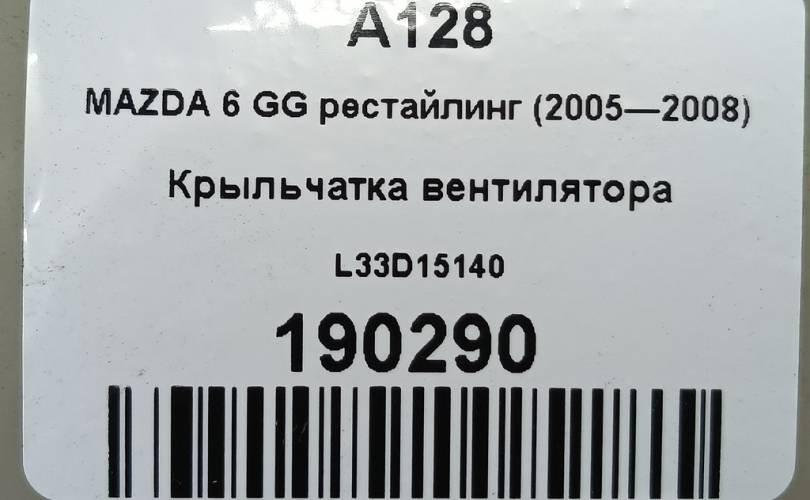 A128
MAZDA 6 GG рестайлинг (2005—2008)
Крыльчатка вентилятора
L33D15140
190290